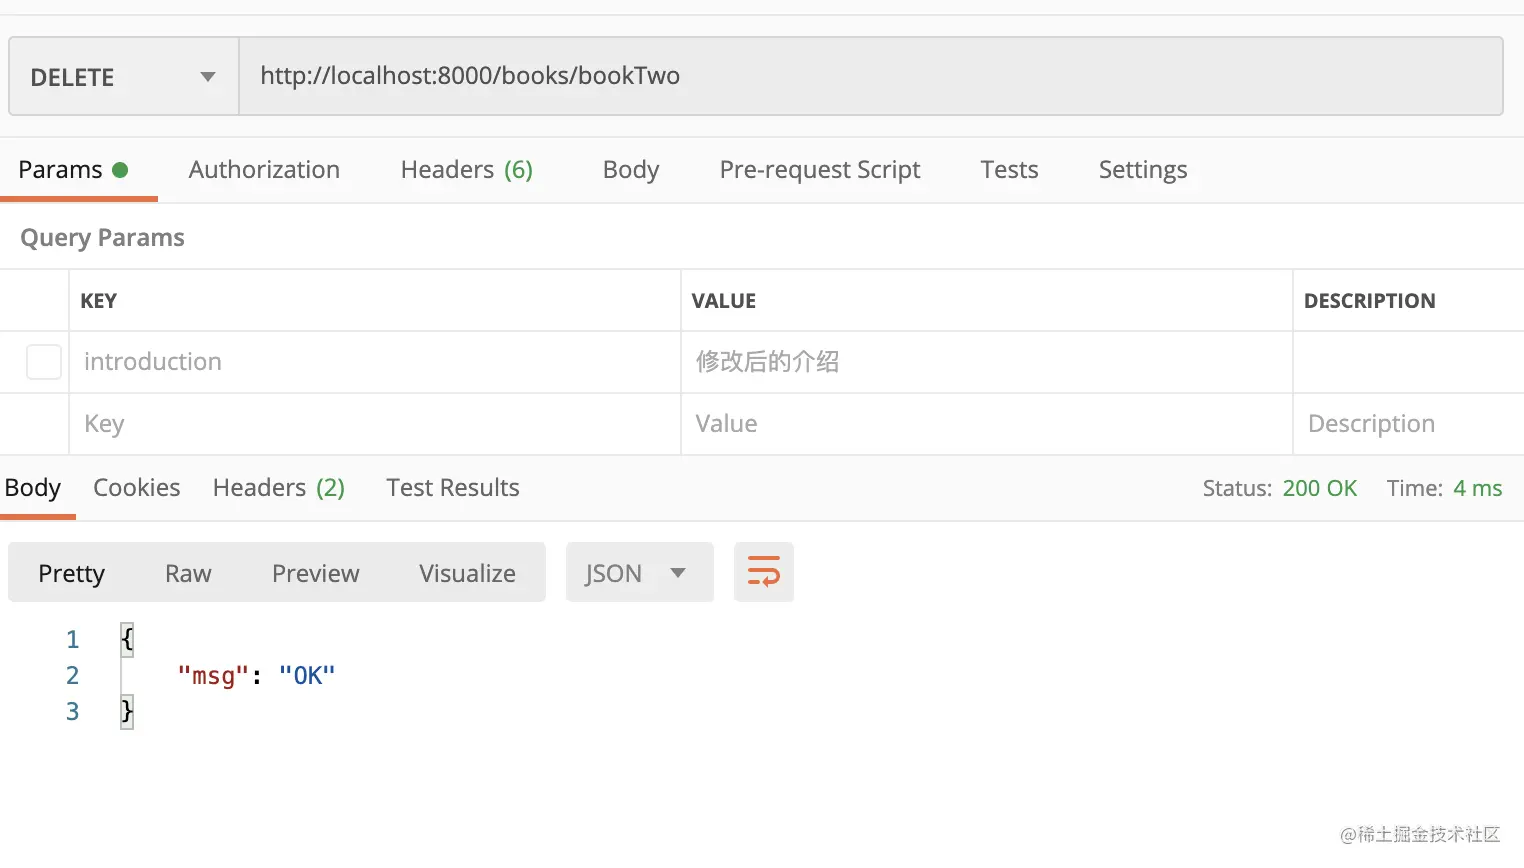 DELETE http://localhost:8000/books/bookTwo
Params Authorization Headers (6) Body Pre-request Script Tests Settings
Query Params
KEY VALUE DESCRIPTION
introduction 修改后的介绍
Key Value Description
Body Cookies Headers (2) Test Results Status: 200 OK Time: 4 ms
Pretty Raw Preview Visualize JSON
1 {
2 "msg": "OK"
3 }
@稀土掘金技术社区